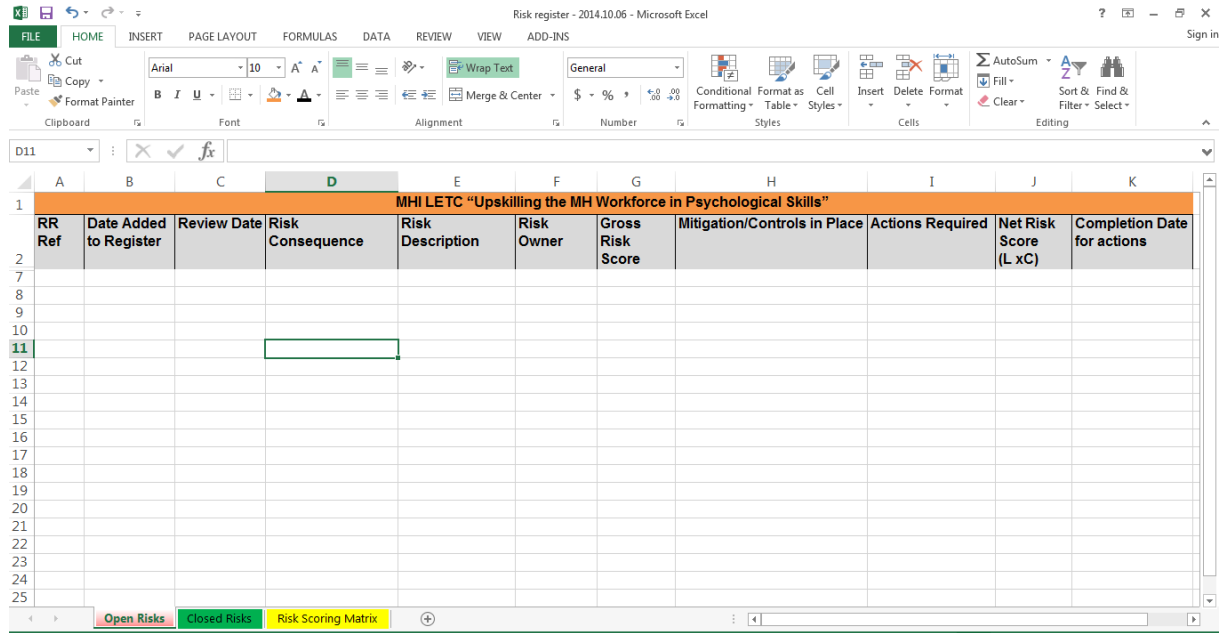 Risk register - 2014.10.06 - Microsoft Excel
FILE HOME INSERT PAGE LAYOUT FORMULAS DATA REVIEW VIEW ADD-INS Sign in
Paste
Cut
Copy
Format Painter
Clipboard
Arial 10
B I U
Font
Wrap Text
Merge & Center
Alignment
General
$ % ,
Number
Conditional Formatting
Format as Table
Cell Styles
Styles
Insert Delete Format
Cells
AutoSum
Fill
Clear
Sort & Filter
Find & Select
Editing
D11 fx
A B C D E F G H I J K
1 MHI LETC “Upskilling the MH Workforce in Psychological Skills”
2 RR Ref Date Added to Register Review Date Risk Consequence Risk Description Risk Owner Gross Risk Score Mitigation/Controls in Place Actions Required Net Risk Score (L xC) Completion Date for actions
7
8
9
10
11
12
13
14
15
16
17
18
19
20
21
22
23
24
25
Open Risks Closed Risks Risk Scoring Matrix